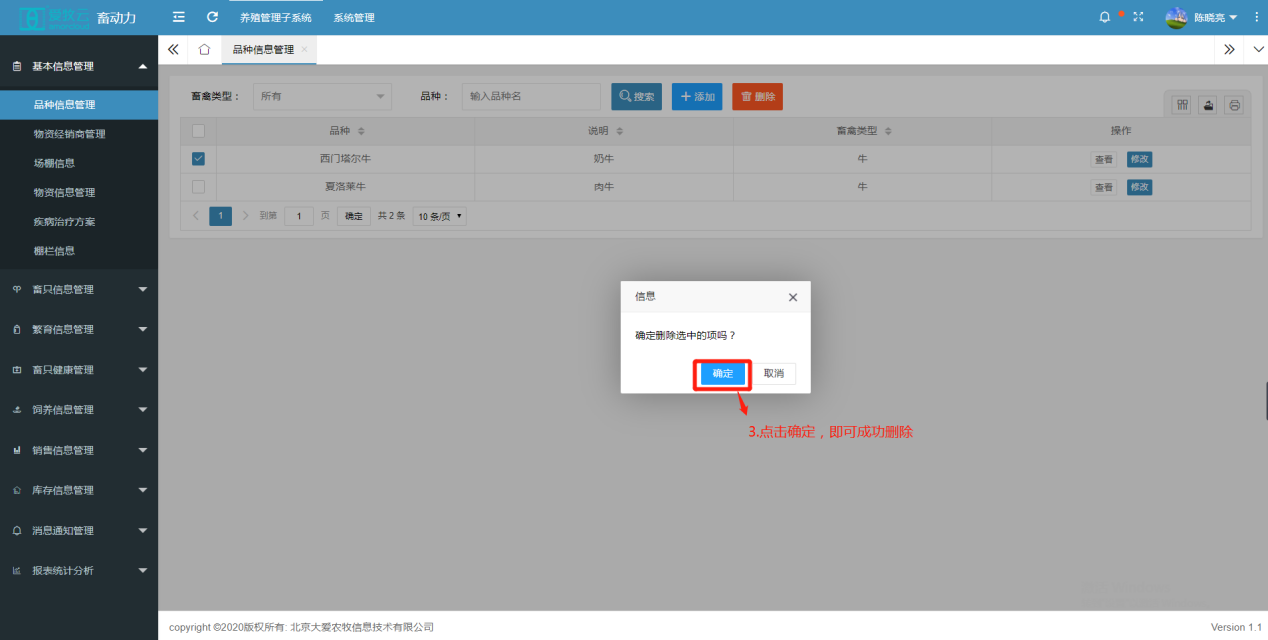 爱牧云 畜动力
养殖管理子系统 系统管理
陈晓亮
基本信息管理
品种信息管理
物资经销商管理
场棚信息
物资信息管理
疾病治疗方案
棚栏信息
畜只信息管理
繁育信息管理
畜只健康管理
饲养信息管理
销售信息管理
库存信息管理
消息通知管理
报表统计分析
品种信息管理 ×
畜禽类型： 所有 品种： 输入品种名 搜索 添加 删除
品种 说明 畜禽类型 操作
西门塔尔牛 奶牛 牛 查看 修改
夏洛莱牛 肉牛 牛 查看 修改
1 到第 1 页 确定 共 2 条 10 条/页
信息
确定删除选中的项吗？
确定 取消
3.点击确定，即可成功删除
copyright ©2020版权所有: 北京大爱农牧信息技术有限公司 Version 1.1